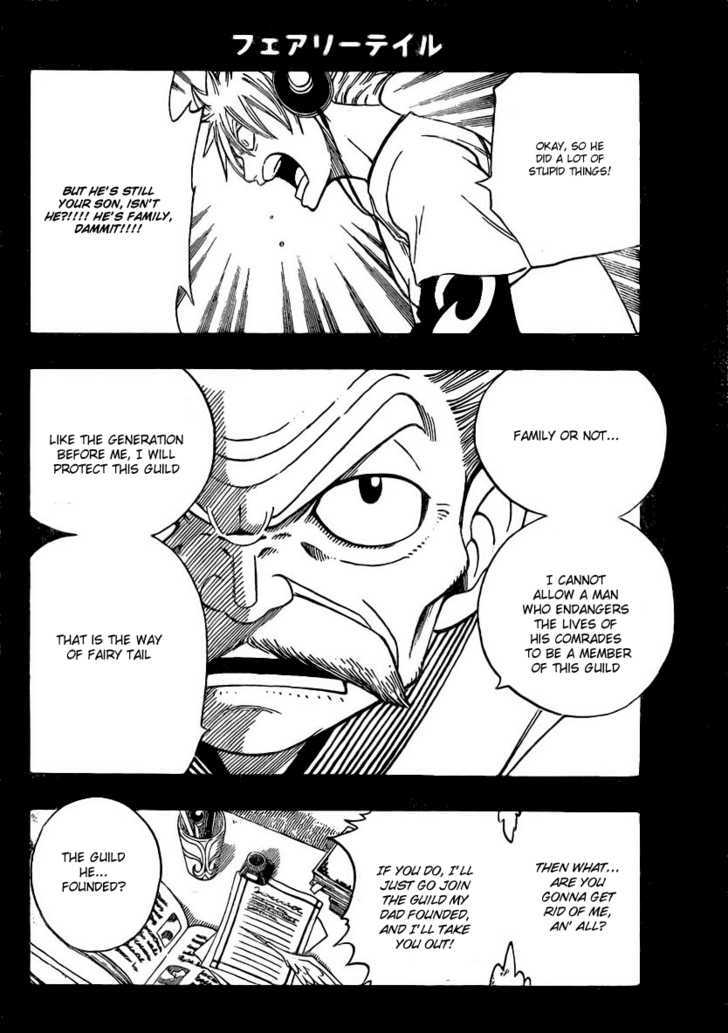 フェアリーテイル
OKAY, SO HE
DID A LOT OF
STUPID THINGS!
BUT HE'S STILL
YOUR SON, ISN'T
HE?!!!! HE'S FAMILY,
DAMMIT!!!!
FAMILY OR NOT...
I CANNOT
ALLOW A MAN
WHO ENDANGERS
THE LIVES OF
HIS COMRADES
TO BE A MEMBER
OF THIS GUILD
LIKE THE GENERATION
BEFORE ME, I WILL
PROTECT THIS GUILD
THAT IS THE WAY
OF FAIRY TAIL
THEN WHAT...
ARE YOU
GONNA GET
RID OF ME,
AN' ALL?
IF YOU DO, I'LL
JUST GO JOIN
THE GUILD MY
DAD FOUNDED,
AND I'LL TAKE
YOU OUT!
THE GUILD
HE...
FOUNDED?